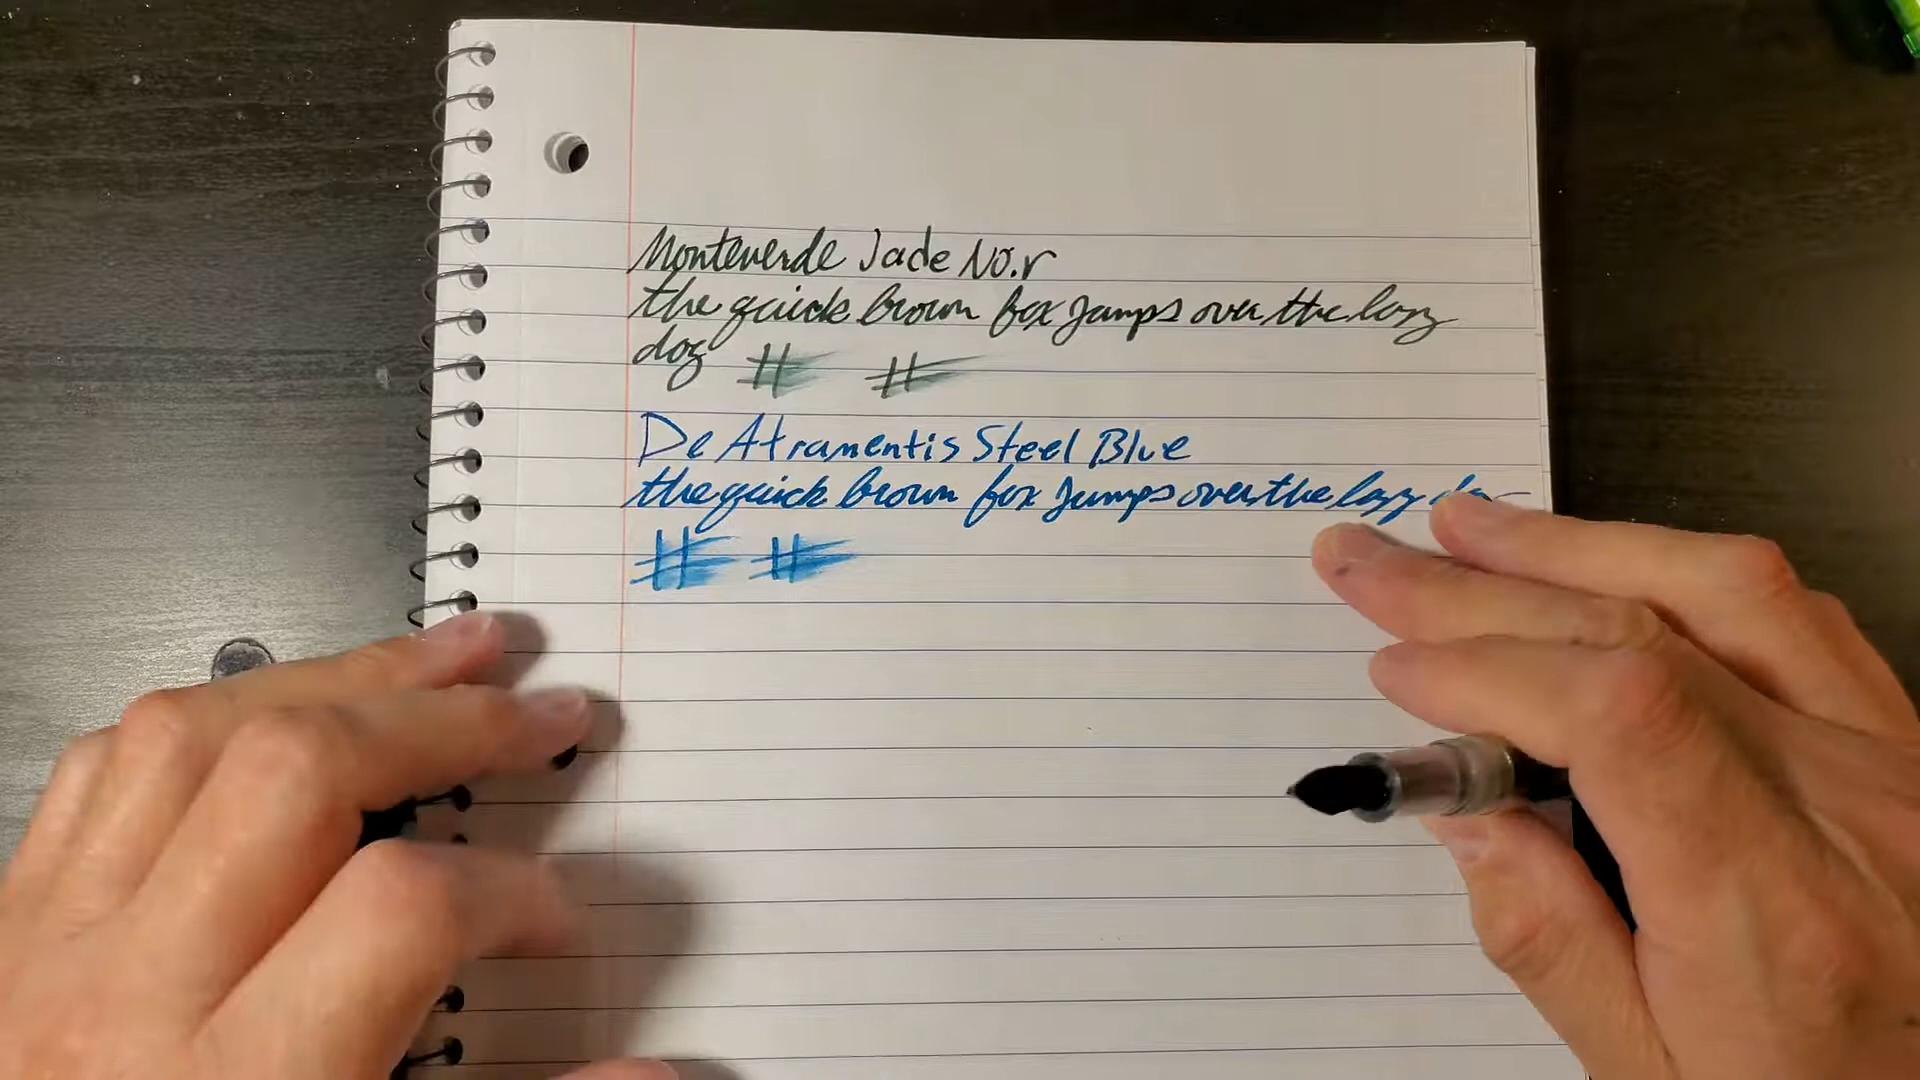 Monteverde Jade No.r
the quick brown fox jumps over the lazy
dog # #
De Atramentis Steel Blue
the quick brown fox jumps over the lazy
# #